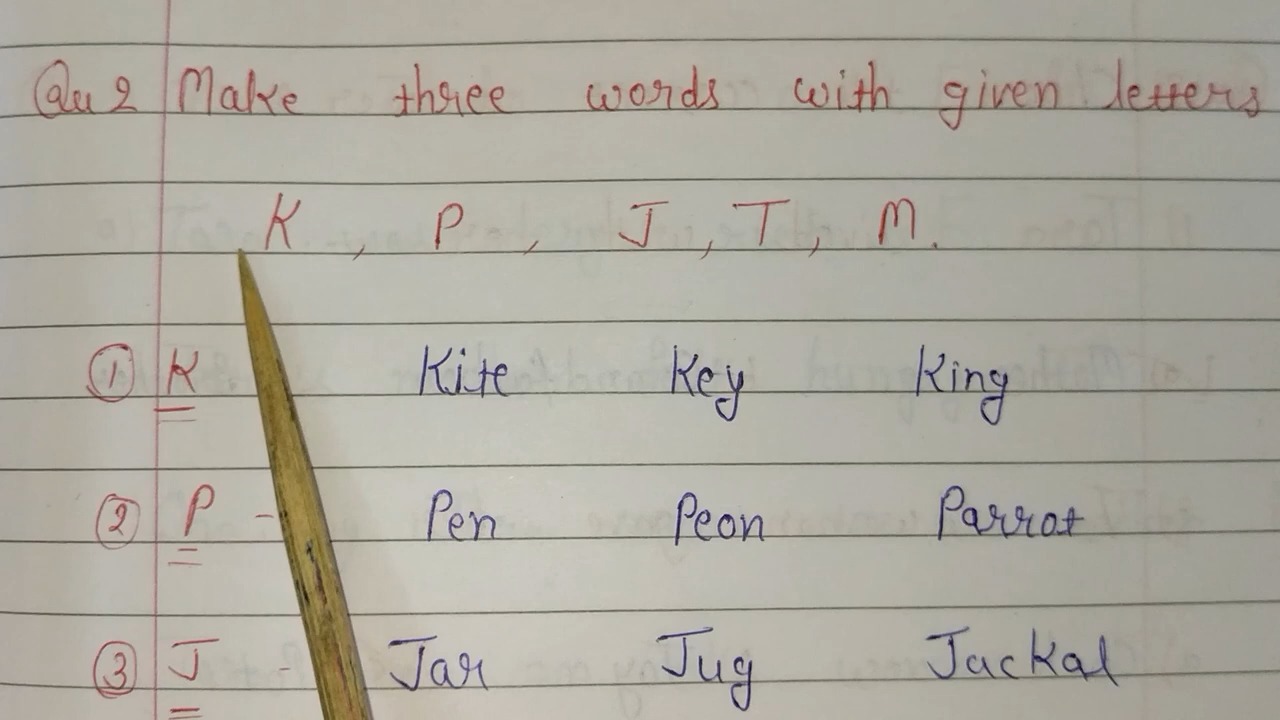 Qu 2 Make three words with given letters
K , P , J , T , M .
① K Kite Key King
② P - Pen Peon Parrot
③ J - Jar Jug Jackal